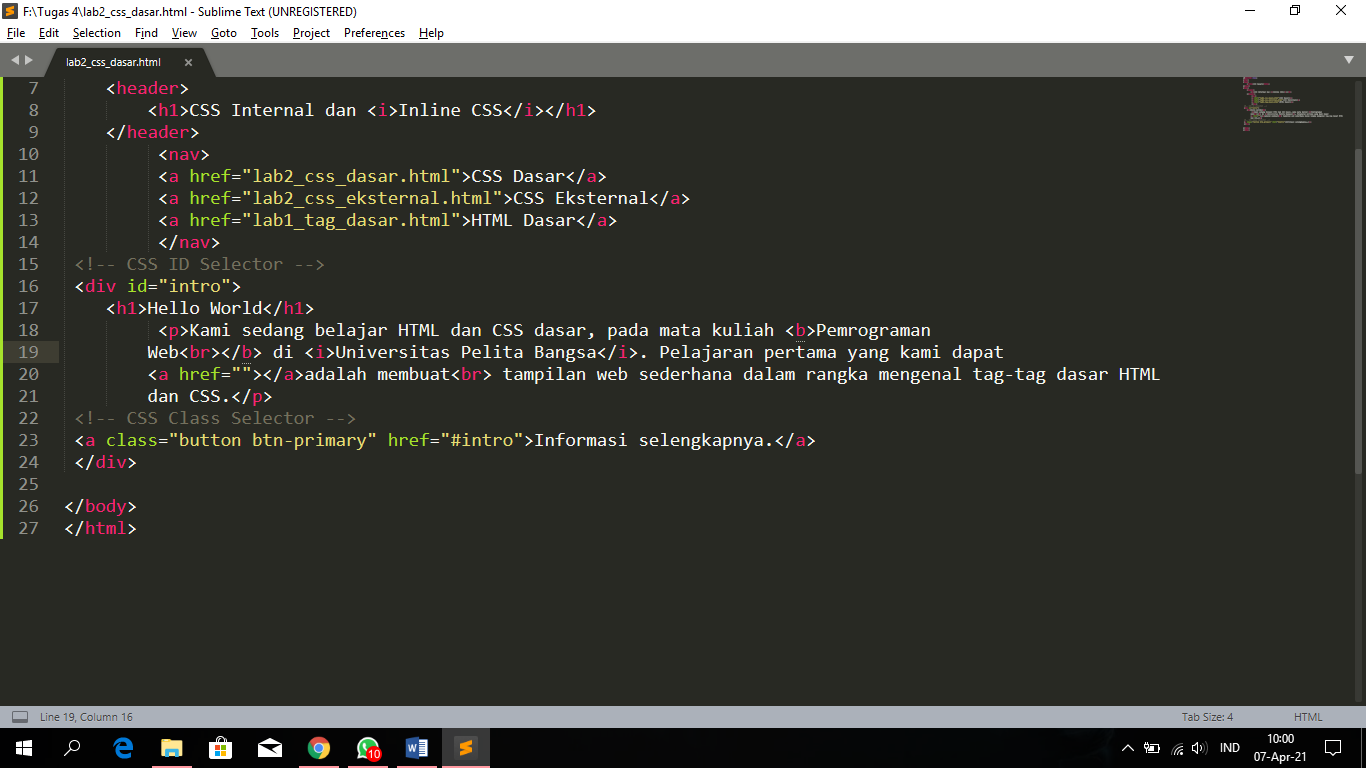 F:\Tugas 4\lab2_css_dasar.html - Sublime Text (UNREGISTERED)
File Edit Selection Find View Goto Tools Project Preferences Help
lab2_css_dasar.html
7 <header>
8 <h1>CSS Internal dan <i>Inline CSS</i></h1>
9 </header>
10 <nav>
11 <a href="lab2_css_dasar.html">CSS Dasar</a>
12 <a href="lab2_css_eksternal.html">CSS Eksternal</a>
13 <a href="lab1_tag_dasar.html">HTML Dasar</a>
14 </nav>
15 <!-- CSS ID Selector -->
16 <div id="intro">
17 <h1>Hello World</h1>
18 <p>Kami sedang belajar HTML dan CSS dasar, pada mata kuliah <b>Pemrograman
19 Web<br></b> di <i>Universitas Pelita Bangsa</i>. Pelajaran pertama yang kami dapat
20 <a href=""></a>adalah membuat<br> tampilan web sederhana dalam rangka mengenal tag-tag dasar HTML
21 dan CSS.</p>
22 <!-- CSS Class Selector -->
23 <a class="button btn-primary" href="#intro">Informasi selengkapnya.</a>
24 </div>
25
26 </body>
27 </html>
Line 19, Column 16
Tab Size: 4
HTML
10
IND
10:00
07-Apr-21